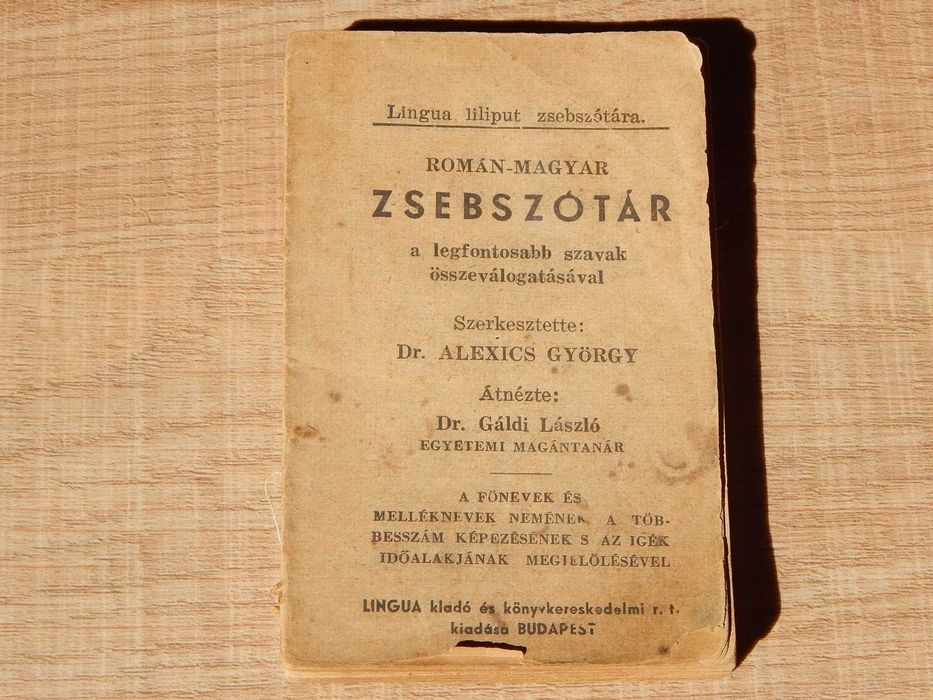 Lingua liliput zsebszótára.
ROMÁN-MAGYAR
ZSEBSZÓTÁR
a legfontosabb szavak
összeválogatásával
Szerkesztette:
Dr. ALEXICS GYÖRGY
Átnézte:
Dr. Gáldi László
EGYETEMI MAGÁNTANÁR
A FŐNEVEK ÉS
MELLÉKNEVEK NEMÉNEK A TÖB-
BESSZÁM KÉPEZÉSÉNEK S AZ IGÉK
IDŐALAKJÁNAK MEGJELÖLÉSÉVEL
LINGUA kiadó és könyvkereskedelmi r. t.
kiadása BUDAPEST